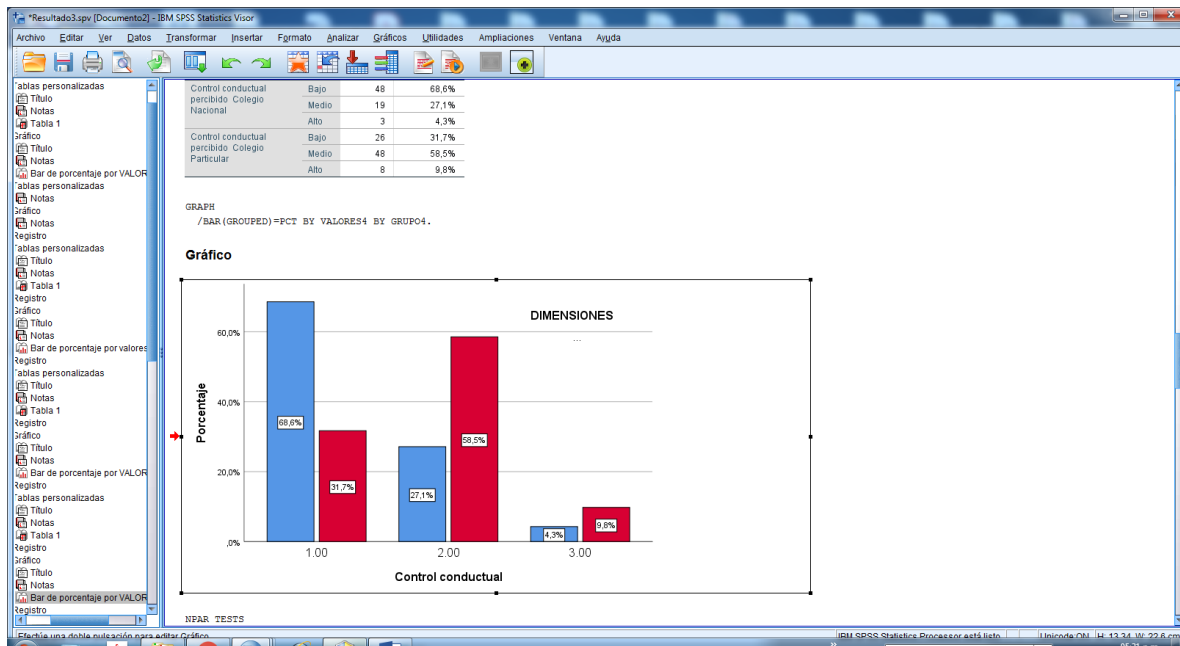 *Resultado3.spv [Documento2] - IBM SPSS Statistics Visor
Archivo Editar Ver Datos Transformar Insertar Formato Analizar Gráficos Utilidades Ampliaciones Ventana Ayuda
Tablas personalizadas
Título
Notas
Tabla 1
Gráfico
Título
Notas
Bar de porcentaje por VALOR
Tablas personalizadas
Notas
Gráfico
Notas
Registro
Tablas personalizadas
Título
Notas
Tabla 1
Registro
Gráfico
Título
Notas
Bar de porcentaje por valores
Registro
Tablas personalizadas
Título
Notas
Tabla 1
Registro
Gráfico
Título
Notas
Bar de porcentaje por VALOR
Registro
Tablas personalizadas
Título
Notas
Tabla 1
Registro
Gráfico
Título
Notas
Bar de porcentaje por VALOR
Registro
Control conductual percibido Colegio Nacional
Bajo 48 68,6%
Medio 19 27,1%
Alto 3 4,3%
Control conductual percibido Colegio Particular
Bajo 26 31,7%
Medio 48 58,5%
Alto 8 9,8%
GRAPH
/BAR(GROUPED)=PCT BY VALORES4 BY GRUPO4.
Gráfico
DIMENSIONES
...
Porcentaje
60,0%
40,0%
20,0%
,0%
68,6%
31,7%
27,1%
58,5%
4,3%
9,8%
1.00 2.00 3.00
Control conductual
NPAR TESTS
Efectúe una doble pulsación para editar Gráfico
IBM SPSS Statistics Processor está listo
Unicode:ON H: 13,34, W: 22,6 cm